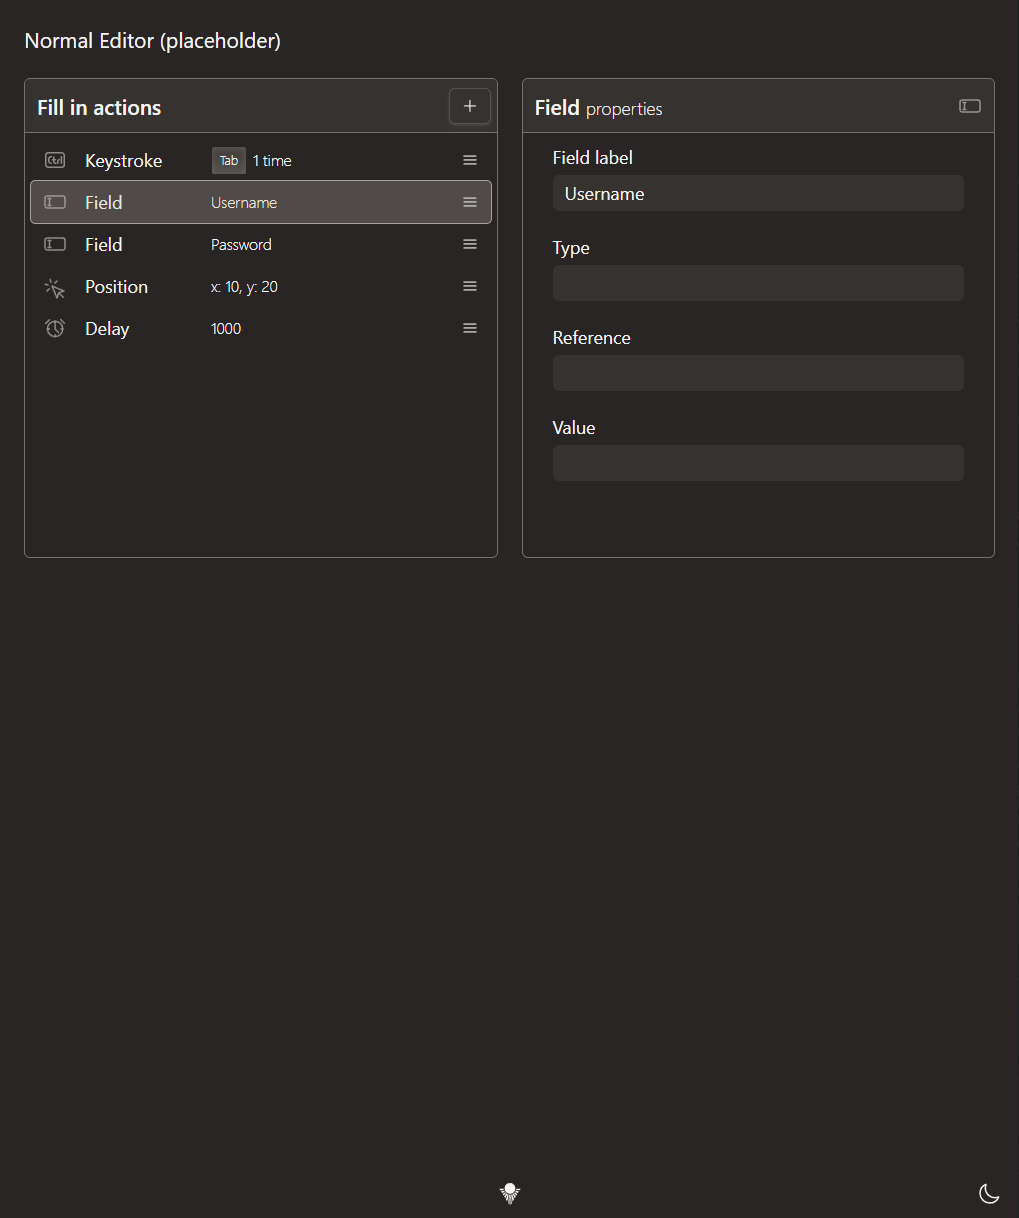 Normal Editor (placeholder)
Fill in actions
Ctrl Keystroke Tab 1 time
Field Username
Field Password
Position x: 10, y: 20
Delay 1000
Field properties
Field label
Username
Type
Reference
Value